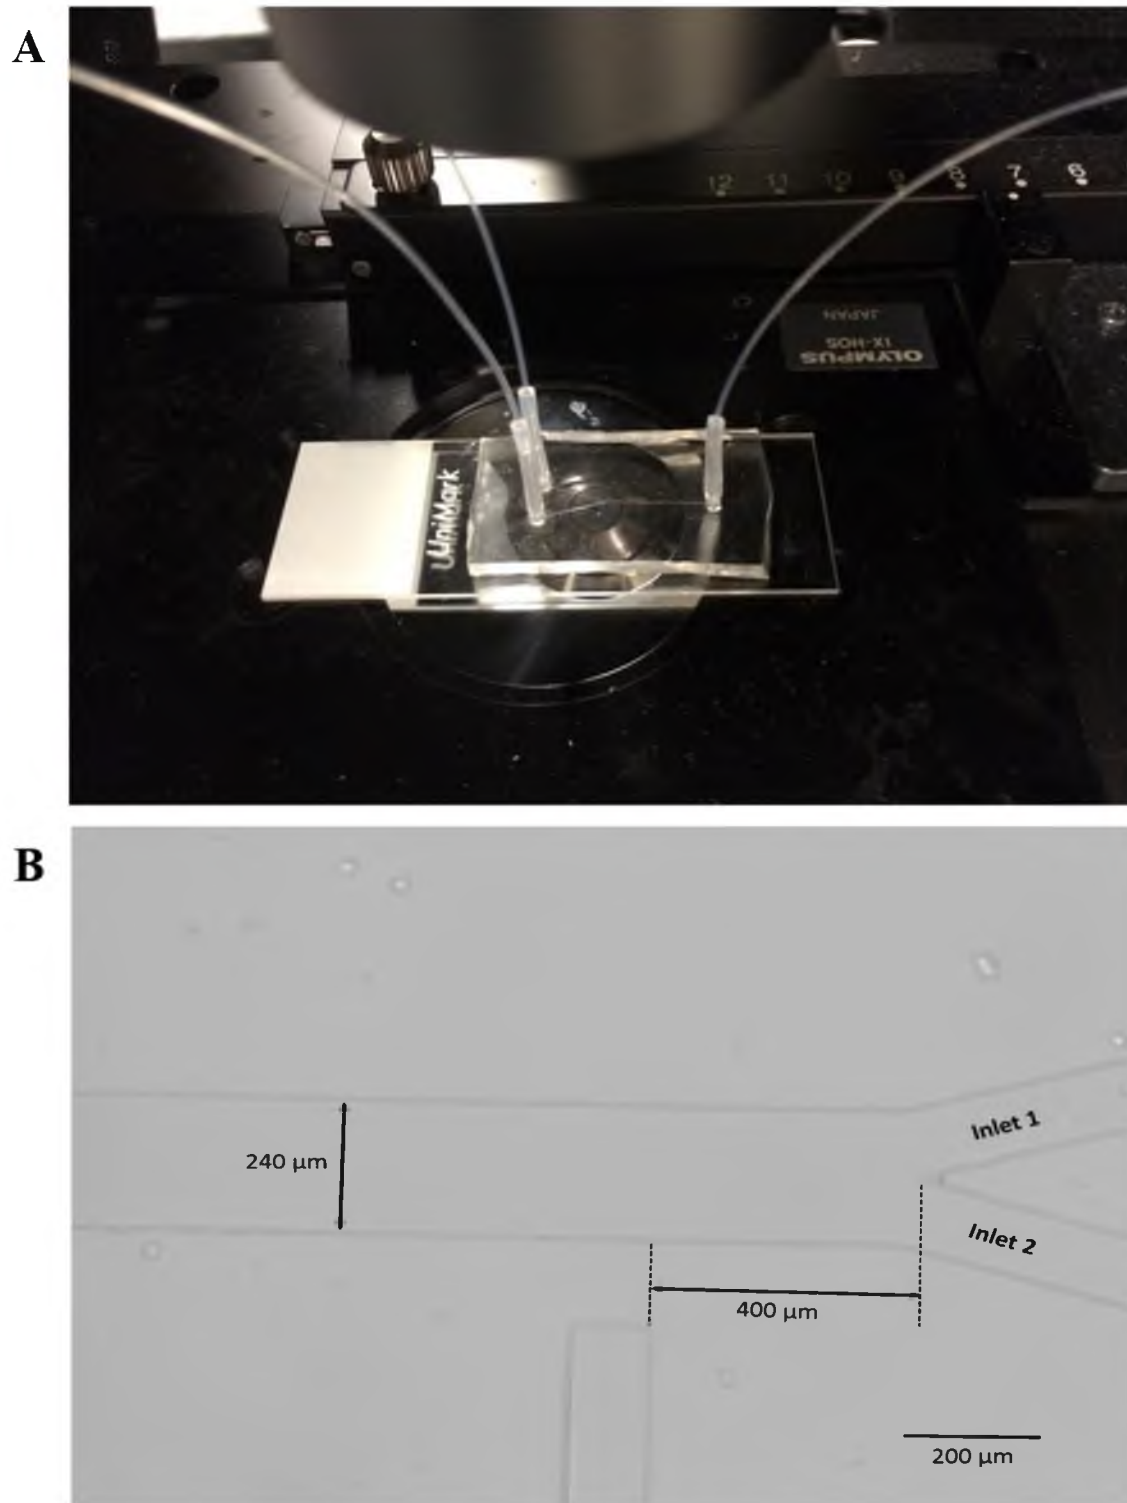 A
12 11 10 9 8 7 6
OLYMPUS
IX-HOS
JAPAN
UniMark
B
Inlet 1
240 µm
Inlet 2
400 µm
200 µm